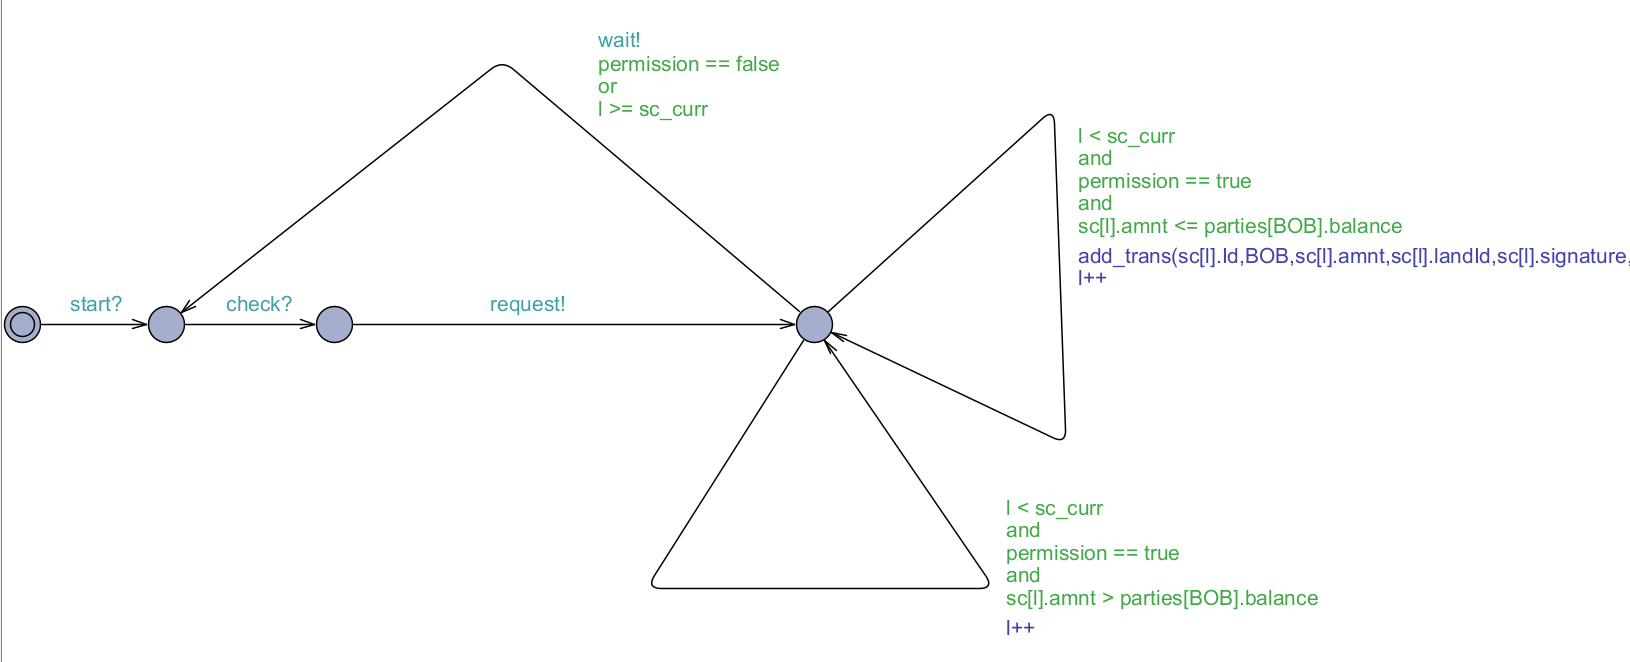 wait!
permission == false
or
l >= sc_curr
l < sc_curr
and
permission == true
and
sc[l].amnt <= parties[BOB].balance
add_trans(sc[l].Id,BOB,sc[l].amnt,sc[l].landId,sc[l].signature,
l++
start?
check?
request!
l < sc_curr
and
permission == true
and
sc[l].amnt > parties[BOB].balance
l++